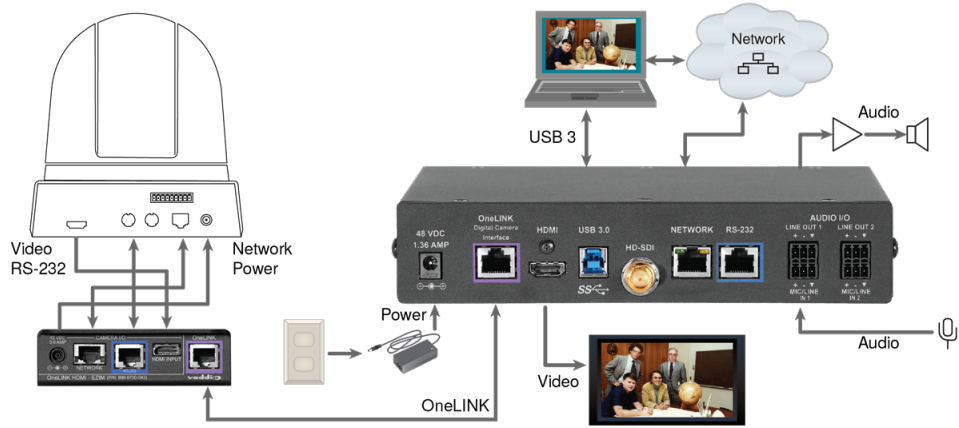 Network
USB 3
Audio
Video
RS-232
Network
Power
48 VDC
1.36 AMP
OneLINK
Digital Camera
Interface
HDMI
USB 3.0
HD-SDI
NETWORK
RS-232
AUDIO I/O
LINE OUT 1
LINE OUT 2
+ - ▼
+ - ▼
+ - ▼
+ - ▼
MIC/LINE
IN 1
MIC/LINE
IN 2
SS
Power
Audio
Video
OneLINK
CAMERA I/O
OneLINK
NETWORK
HDMI INPUT
OneLINK HDMI - EZIM
vaddio